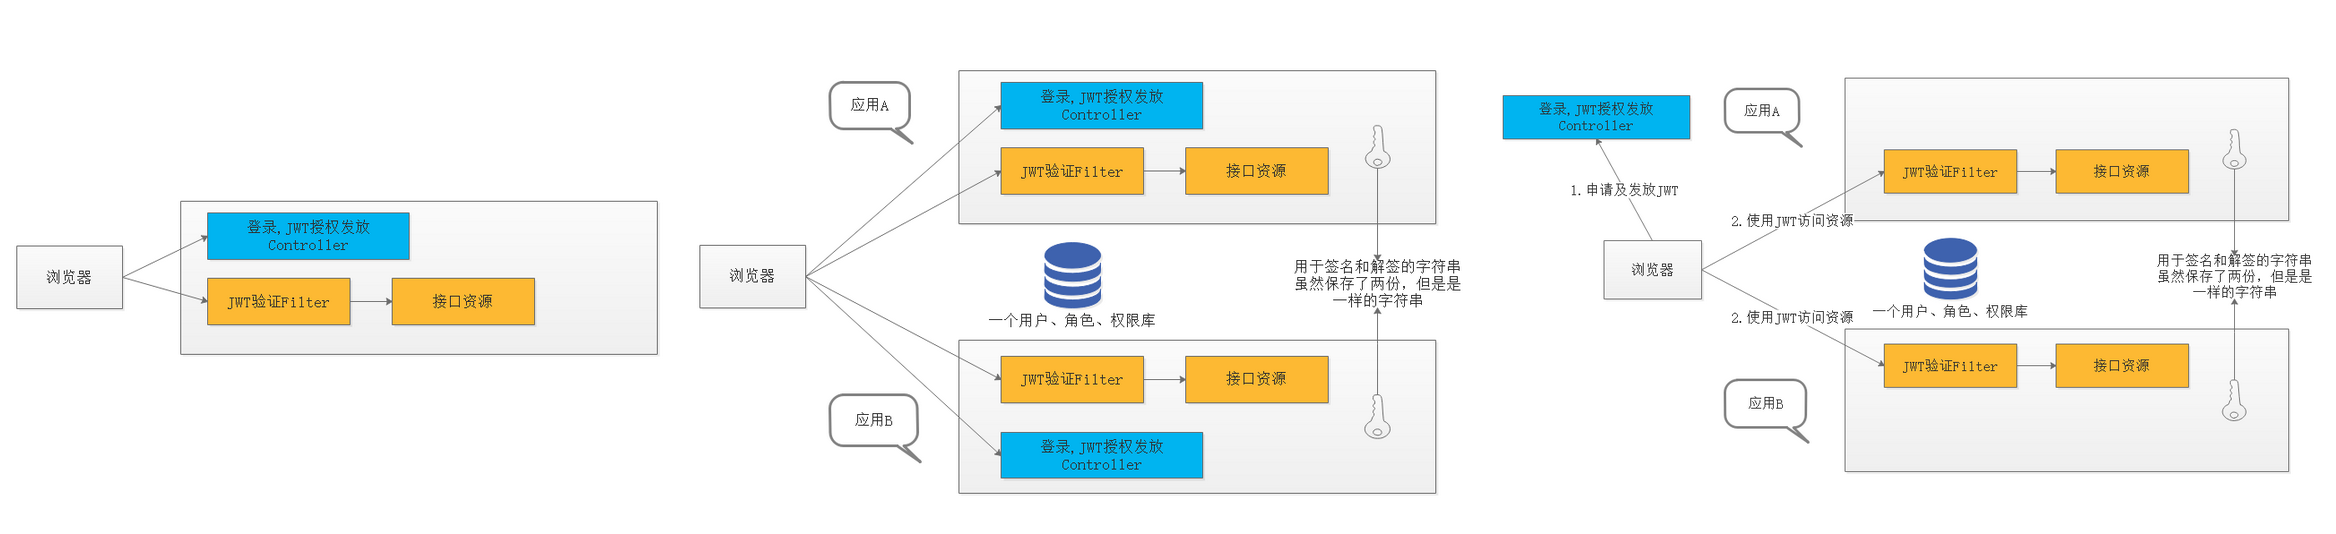 浏览器
登录,JWT授权发放
Controller
JWT验证Filter
接口资源
应用A
登录,JWT授权发放
Controller
JWT验证Filter
接口资源
浏览器
一个用户、角色、权限库
用于签名和解签的字符串
虽然保存了两份，但是是
一样的字符串
JWT验证Filter
接口资源
应用B
登录,JWT授权发放
Controller
登录,JWT授权发放
Controller
应用A
JWT验证Filter
接口资源
1.申请及发放JWT
2.使用JWT访问资源
浏览器
一个用户、角色、权限库
用于签名和解签的字符串
虽然保存了两份，但是是
一样的字符串
2.使用JWT访问资源
JWT验证Filter
接口资源
应用B